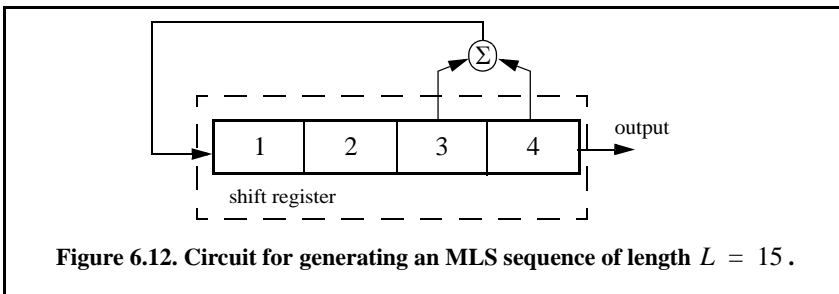 Σ
output
1 2 3 4
shift register
Figure 6.12. Circuit for generating an MLS sequence of length L = 15.